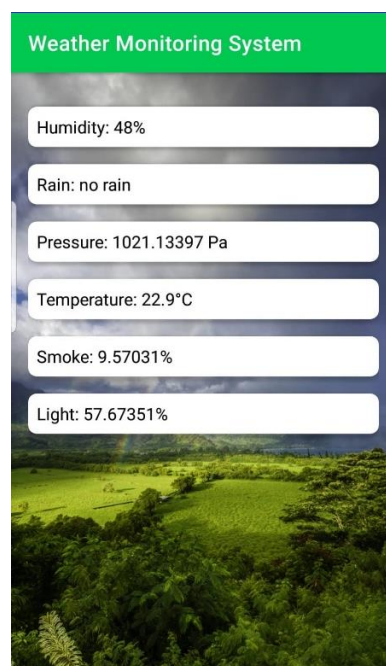 Weather Monitoring System
Humidity: 48%
Rain: no rain
Pressure: 1021.13397 Pa
Temperature: 22.9°C
Smoke: 9.57031%
Light: 57.67351%